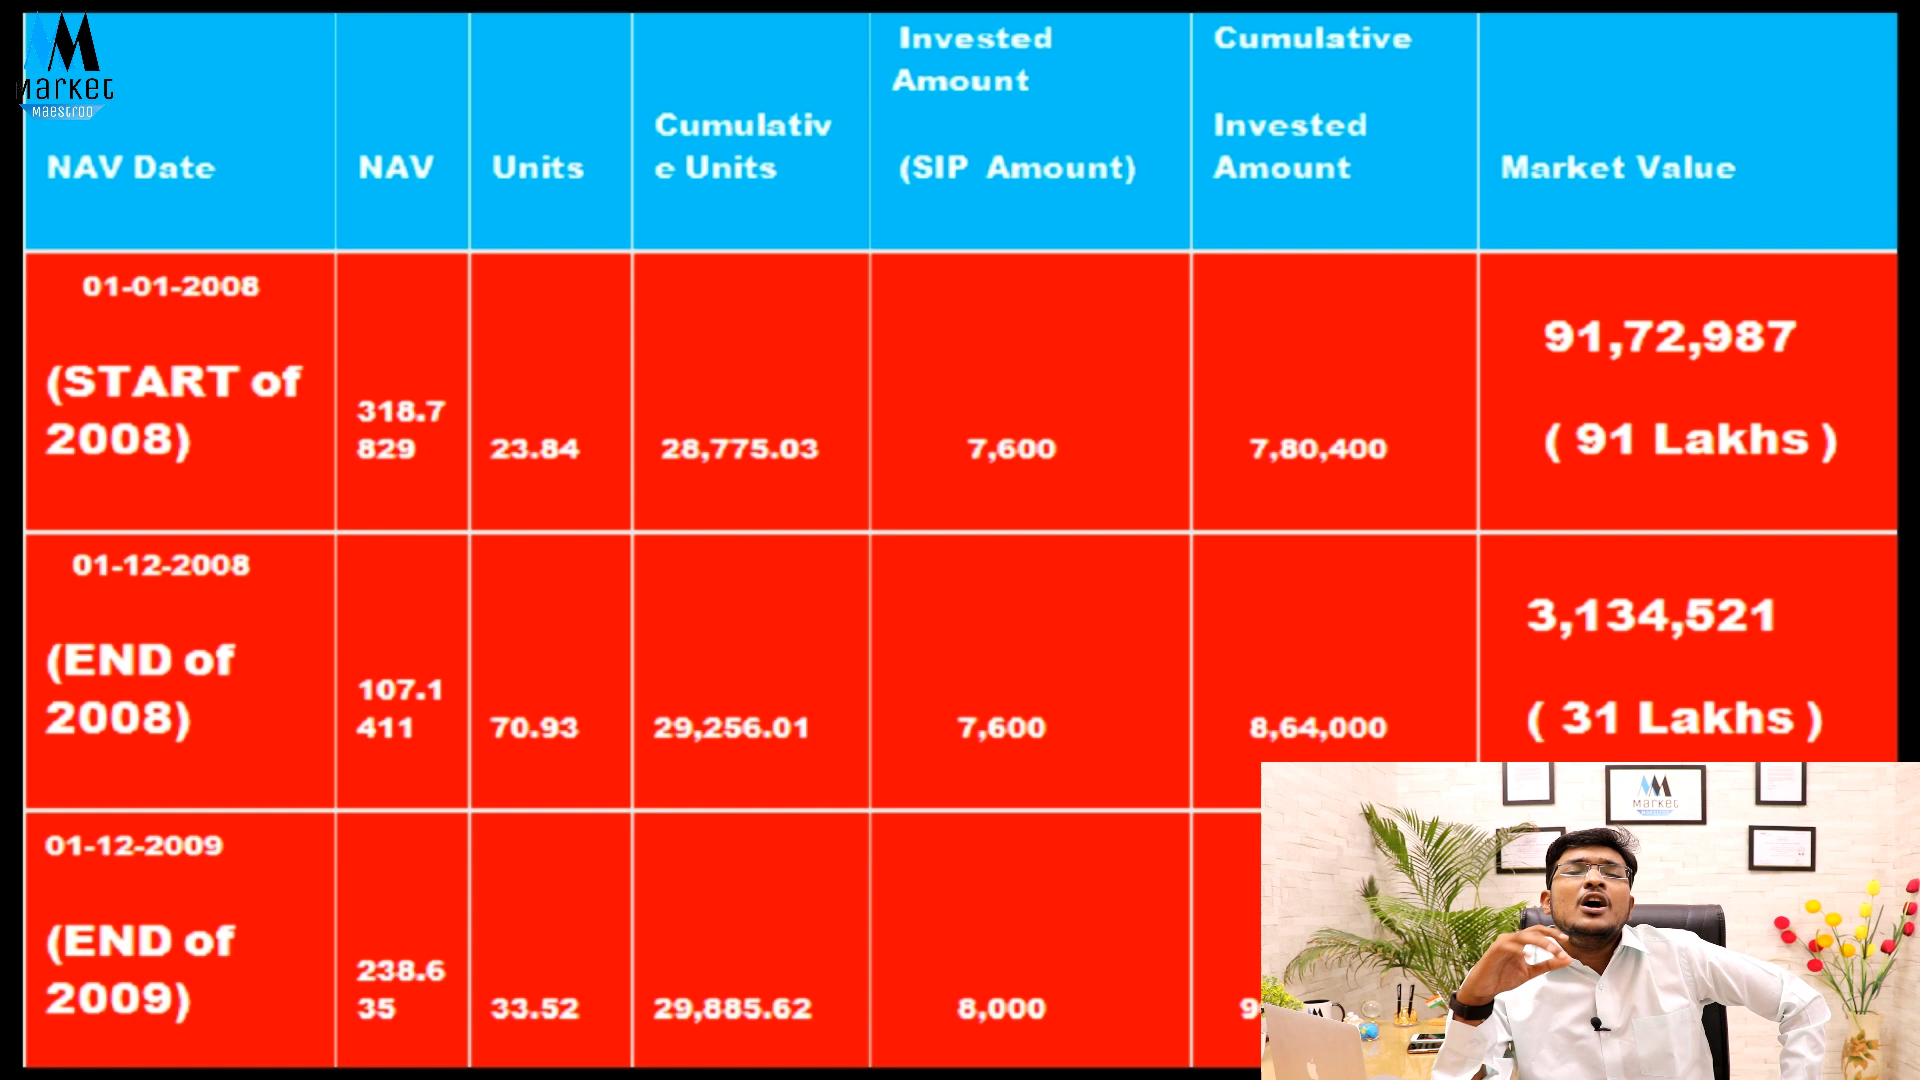 Market
Maestroo
NAV Date
NAV
Units
Cumulativ
e Units
Invested
Amount
(SIP Amount)
Cumulative
Invested
Amount
Market Value
01-01-2008
(START of
2008)
318.7
829
23.84
28,775.03
7,600
7,80,400
91,72,987
( 91 Lakhs )
01-12-2008
(END of
2008)
107.1
411
70.93
29,256.01
7,600
8,64,000
3,134,521
( 31 Lakhs )
01-12-2009
(END of
2009)
238.6
35
33.52
29,885.62
8,000
9
Market